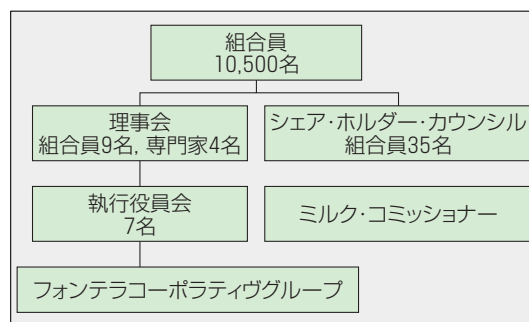 組合員
10,500名
理事会
組合員9名, 専門家4名
シェア・ホルダー・カウンシル
組合員35名
執行役員会
7名
ミルク・コミッショナー
フォンテラコーポラティヴグループ